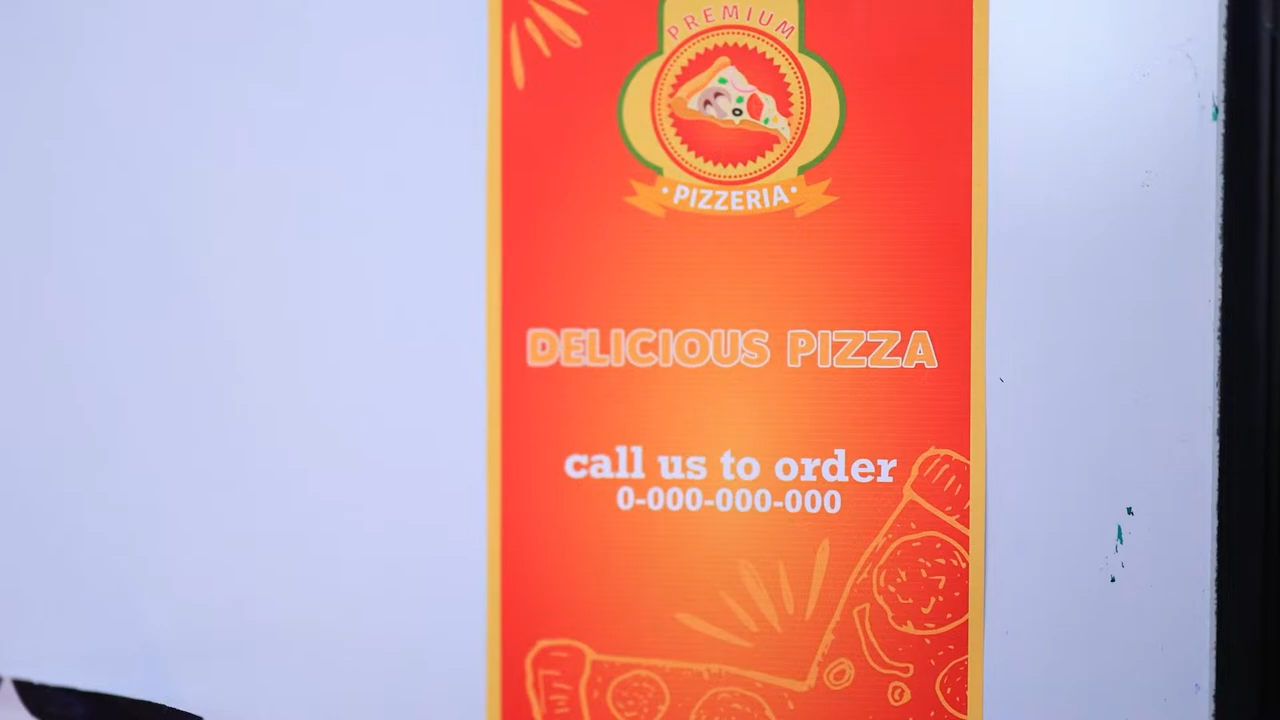 PREMIUM
PIZZERIA
DELICIOUS PIZZA
call us to order
0-000-000-000